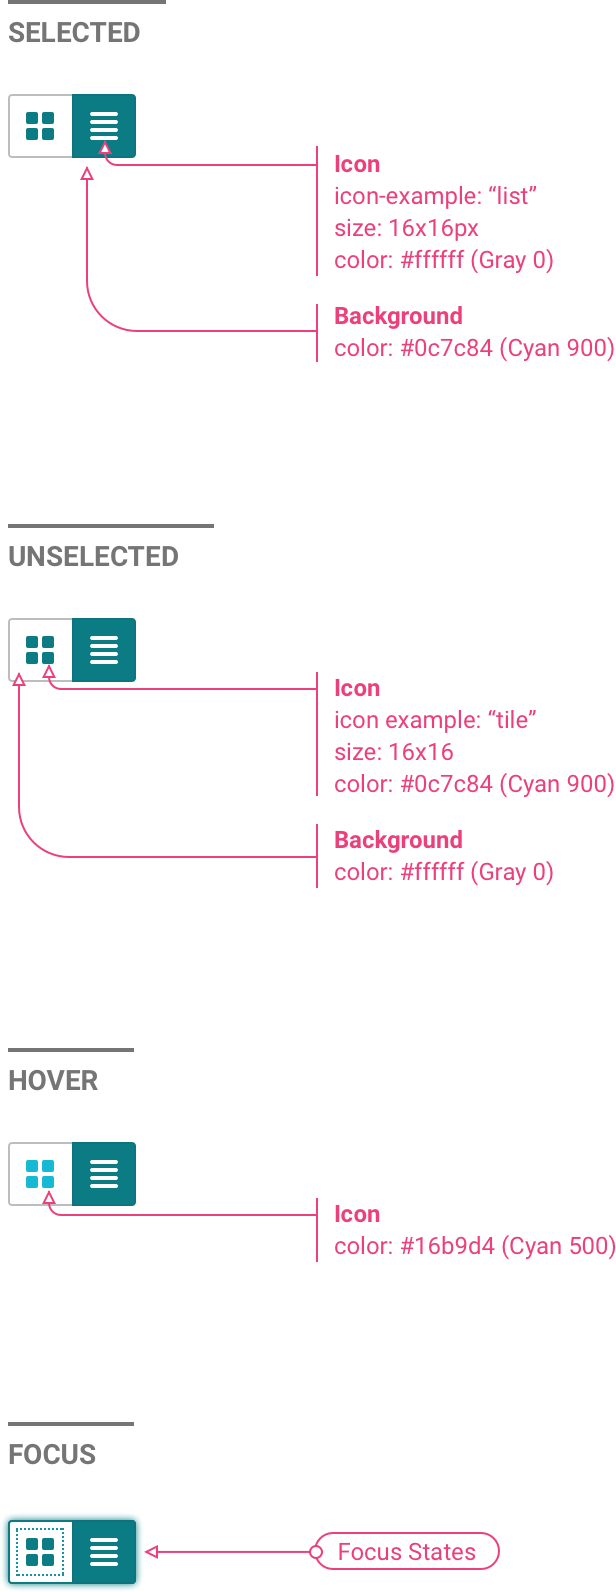 SELECTED
Icon
icon-example: “list”
size: 16x16px
color: #ffffff (Gray 0)
Background
color: #0c7c84 (Cyan 900)
UNSELECTED
Icon
icon example: “tile”
size: 16x16
color: #0c7c84 (Cyan 900)
Background
color: #ffffff (Gray 0)
HOVER
Icon
color: #16b9d4 (Cyan 500)
FOCUS
Focus States